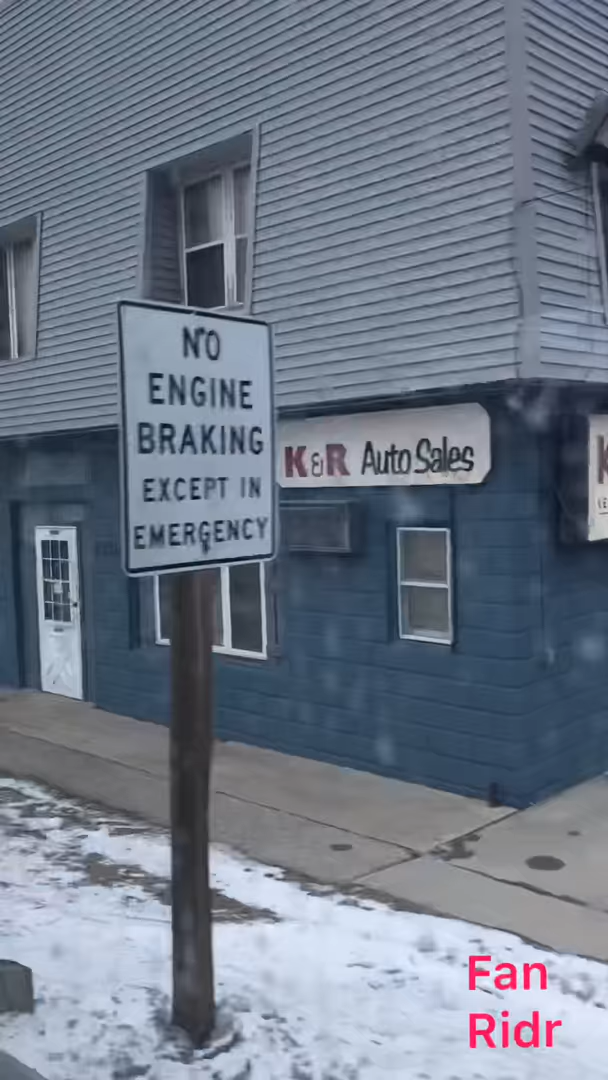 NO
ENGINE
BRAKING
EXCEPT IN
EMERGENCY
K&R Auto Sales
K
Fan
Ridr